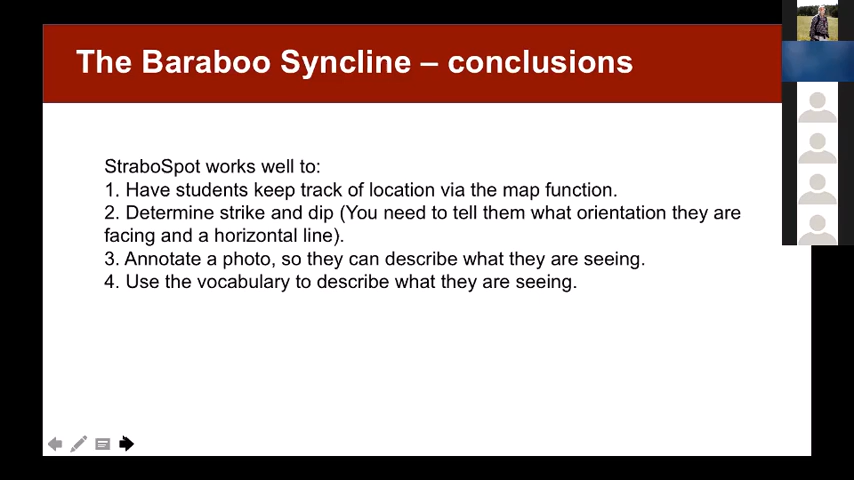 The Baraboo Syncline – conclusions
StraboSpot works well to:
1. Have students keep track of location via the map function.
2. Determine strike and dip (You need to tell them what orientation they are
facing and a horizontal line).
3. Annotate a photo, so they can describe what they are seeing.
4. Use the vocabulary to describe what they are seeing.